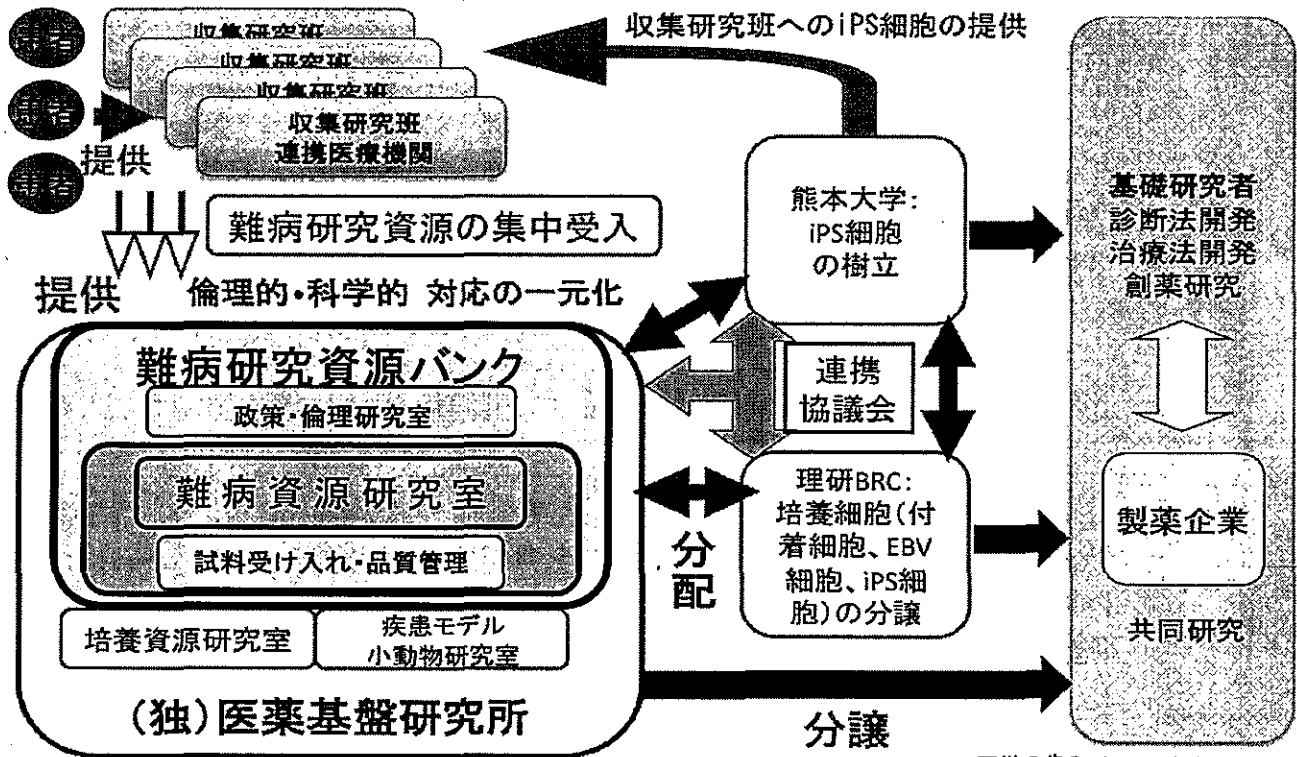 患者
患者
患者
提供
収集研究班
収集研究班
収集研究班
収集研究班
連携医療機関
収集研究班へのiPS細胞の提供
難病研究資源の集中受入
提供
倫理的・科学的 対応の一元化
難病研究資源バンク
政策・倫理研究室
難病資源研究室
試料受け入れ・品質管理
培養資源研究室
疾患モデル
小動物研究室
(独)医薬基盤研究所
熊本大学:
iPS細胞
の樹立
連携
協議会
分配
理研BRC:
培養細胞(付
着細胞、EBV
細胞、iPS細
胞)の分譲
分譲
基礎研究者
診断法開発
治療法開発
創薬研究
製薬企業
共同研究